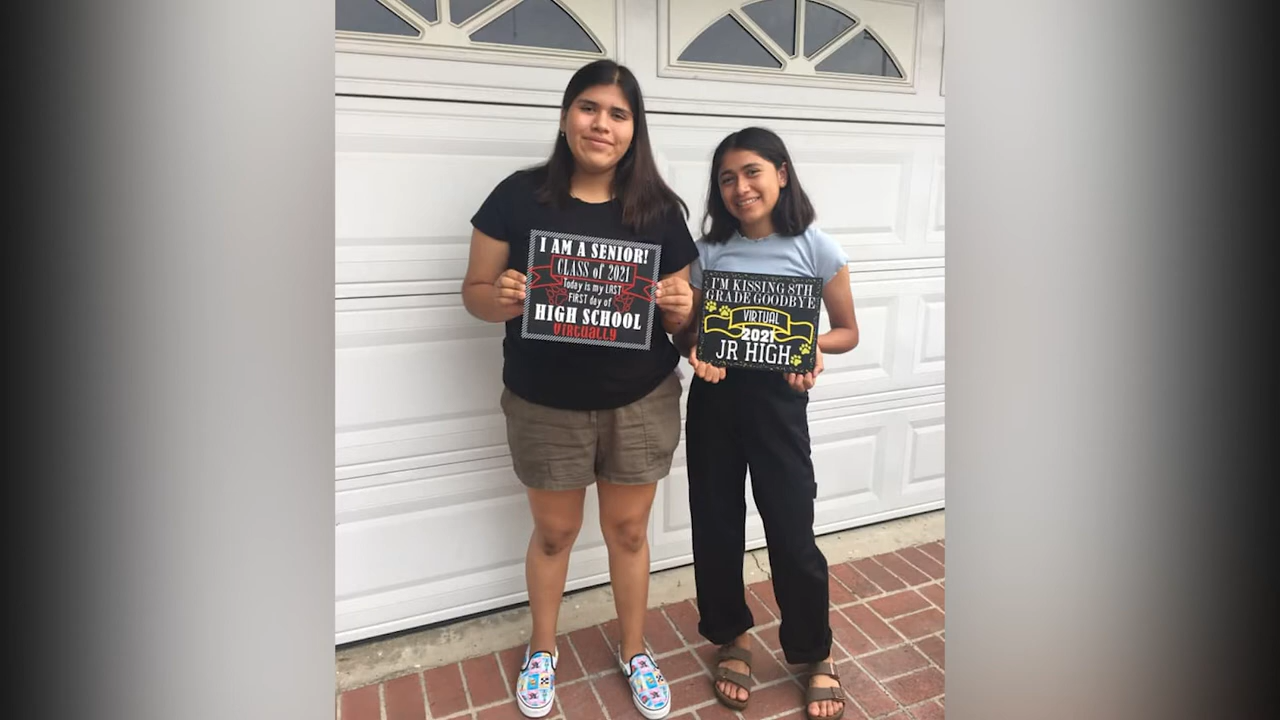 I AM A SENIOR!
CLASS of 2021
Today is my LAST
FIRST day of
HIGH SCHOOL
VIRTUALLY
I'M KISSING 8TH
GRADE GOODBYE
VIRTUAL
2021
JR HIGH